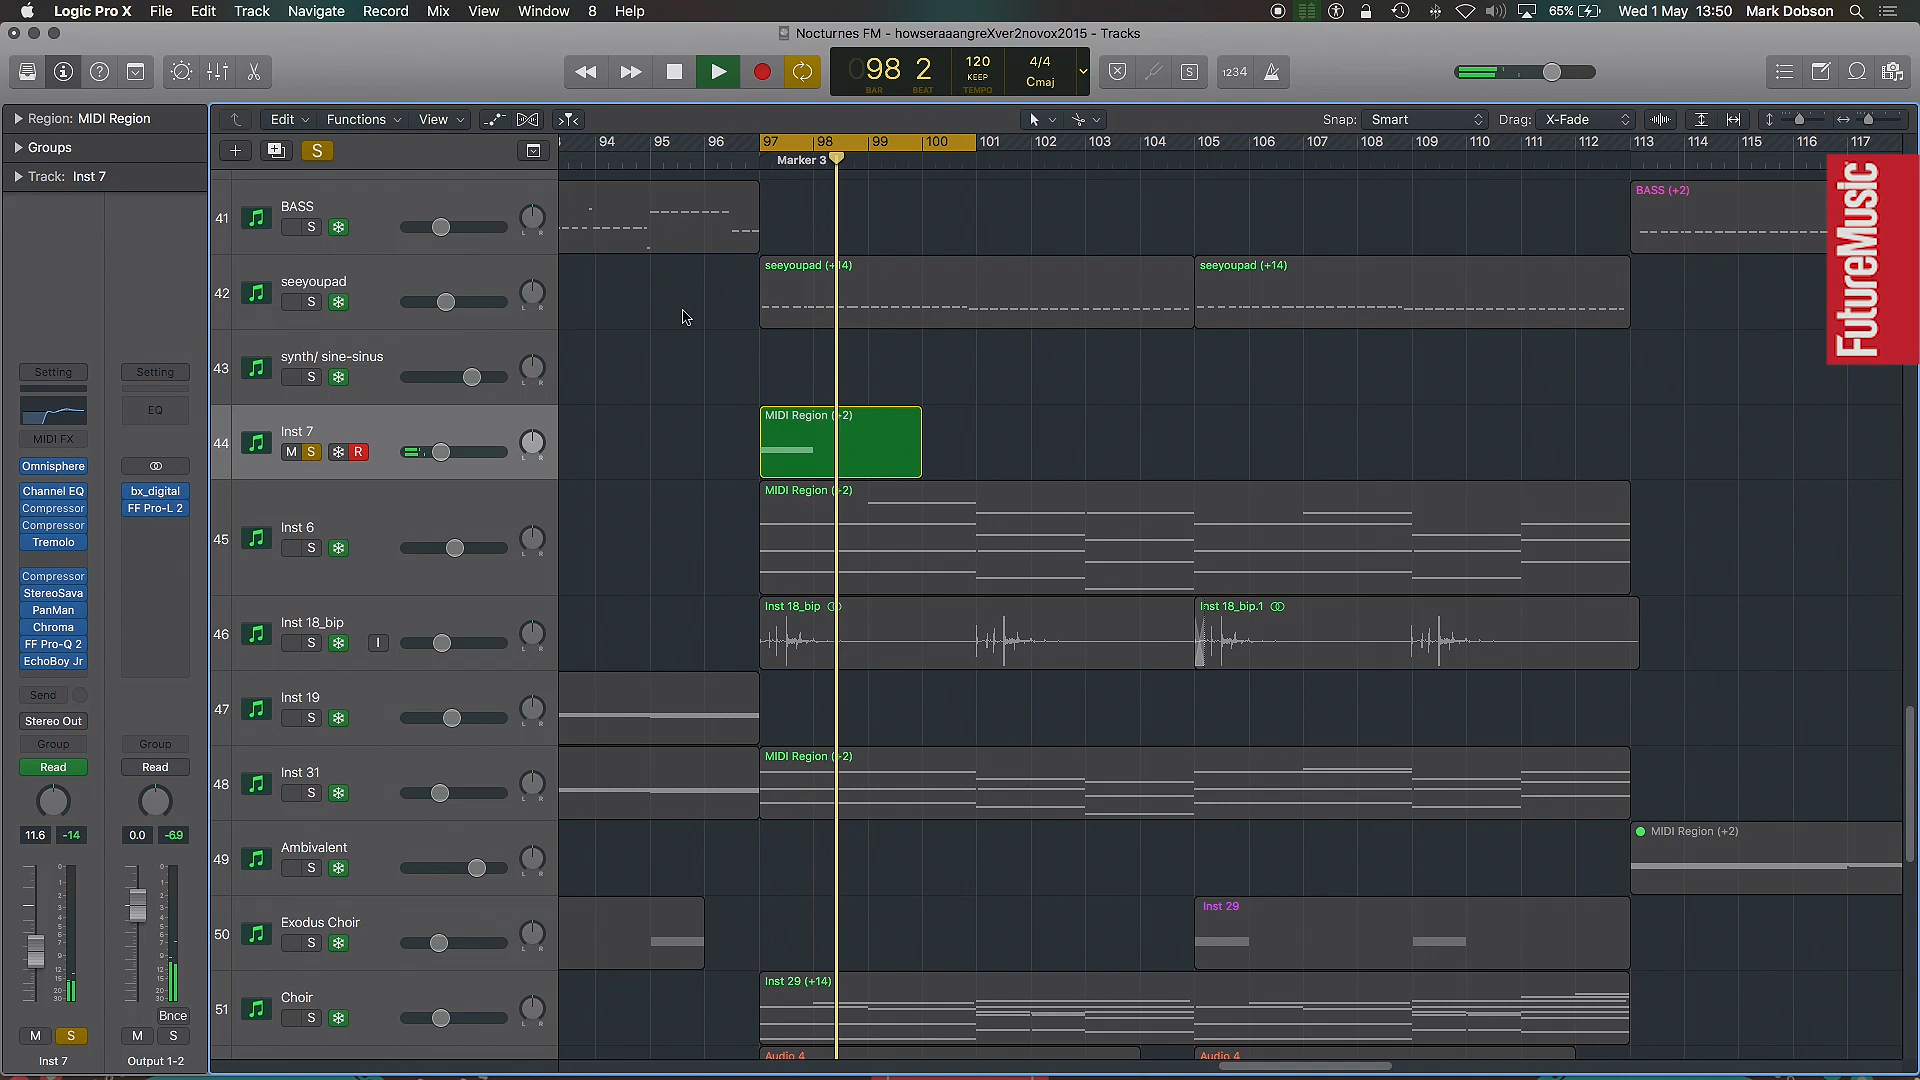 Logic Pro X File Edit Track Navigate Record Mix View Window 8 Help
65% Wed 1 May 13:50 Mark Dobson
Nocturnes FM - howseraaangreXver2novox2015 - Tracks
98 2 120 4/4
KEEP Cmaj
BAR BEAT TEMPO
S 1234
Region: MIDI Region
Edit Functions View Snap: Smart Drag: X-Fade
Groups
S
94 95 96 97 98 99 100 101 102 103 104 105 106 107 108 109 110 111 112 113 114 115 116 117
Marker 3
Track: Inst 7
FutureMusic
41 BASS
S L R
BASS (+2)
42 seeyoupad
S L R
seeyoupad (+14)
seeyoupad (+14)
43 synth/ sine-sinus
S L R
44 Inst 7
M S R L R
MIDI Region (+2)
45 Inst 6
S L R
MIDI Region (+2)
46 Inst 18_bip
S I L R
Inst 18_bip
Inst 18_bip.1
47 Inst 19
S L R
48 Inst 31
S L R
MIDI Region (+2)
49 Ambivalent
S L R
MIDI Region (+2)
50 Exodus Choir
S L R
Inst 29
51 Choir
S L R
Inst 29 (+14)
Audio 4
Audio 4
Setting Setting
EQ
MIDI FX
Omnisphere
Channel EQ bx_digital
Compressor FF Pro-L 2
Compressor
Tremolo
Compressor
StereoSava
PanMan
Chroma
FF Pro-Q 2
EchoBoy Jr
Send
Stereo Out
Group Group
Read Read
11.6 -14 0.0 -6.9
Bnce
M S M S
Inst 7 Output 1-2